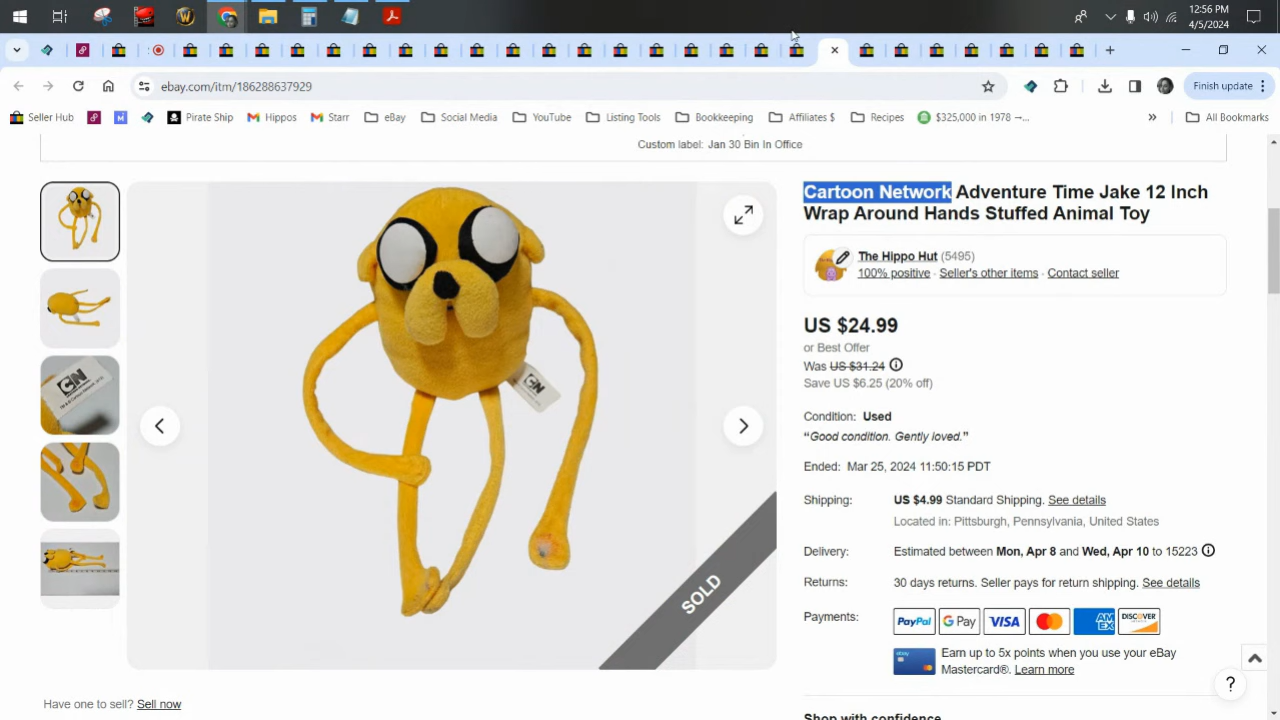 12:56 PM
4/5/2024
ebay.com/itm/186288637929
Finish update
Seller Hub
Pirate Ship
Hippos
Starr
eBay
Social Media
YouTube
Listing Tools
Bookkeeping
Affiliates $
Recipes
$325,000 in 1978 →...
»
All Bookmarks
Custom label: Jan 30 Bin In Office
Cartoon Network Adventure Time Jake 12 Inch
Wrap Around Hands Stuffed Animal Toy
The Hippo Hut (5495)
100% positive · Seller's other items · Contact seller
US $24.99
or Best Offer
Was US $31.24
Save US $6.25 (20% off)
Condition: Used
“Good condition. Gently loved.”
Ended: Mar 25, 2024 11:50:15 PDT
Shipping: US $4.99 Standard Shipping. See details
Located in: Pittsburgh, Pennsylvania, United States
Delivery: Estimated between Mon, Apr 8 and Wed, Apr 10 to 15223
Returns: 30 days returns. Seller pays for return shipping. See details
Payments: PayPal G Pay VISA AM EX DISCOVER
Earn up to 5x points when you use your eBay
Mastercard®. Learn more
Shop with confidence
CN
CN
SOLD
Have one to sell? Sell now
?